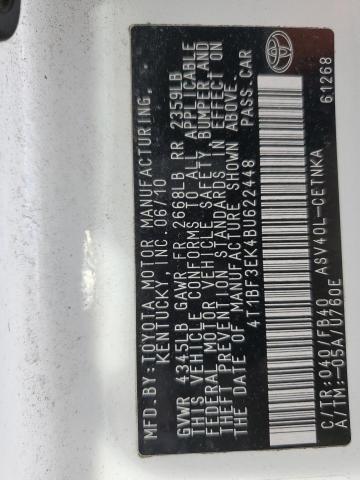 MFD.BY:TOYOTA MOTOR MANUFACTURING,
KENTUCKY, INC. 06/10
GVWR 4345LB GAWR FR 2668LB RR 2359LB
THIS VEHICLE CONFORMS TO ALL APPLICABLE
FEDERAL MOTOR VEHICLE SAFETY, BUMPER AND
THEFT PREVENTION STANDARDS IN EFFECT ON
THE DATE OF MANUFACTURE SHOWN ABOVE.
4T1BF3EK4BU622448 PASS.CAR
C/TR:040/FB40 ASV40L-CETNKA
A/TM:-05A/U760E 61268
TOYOTA